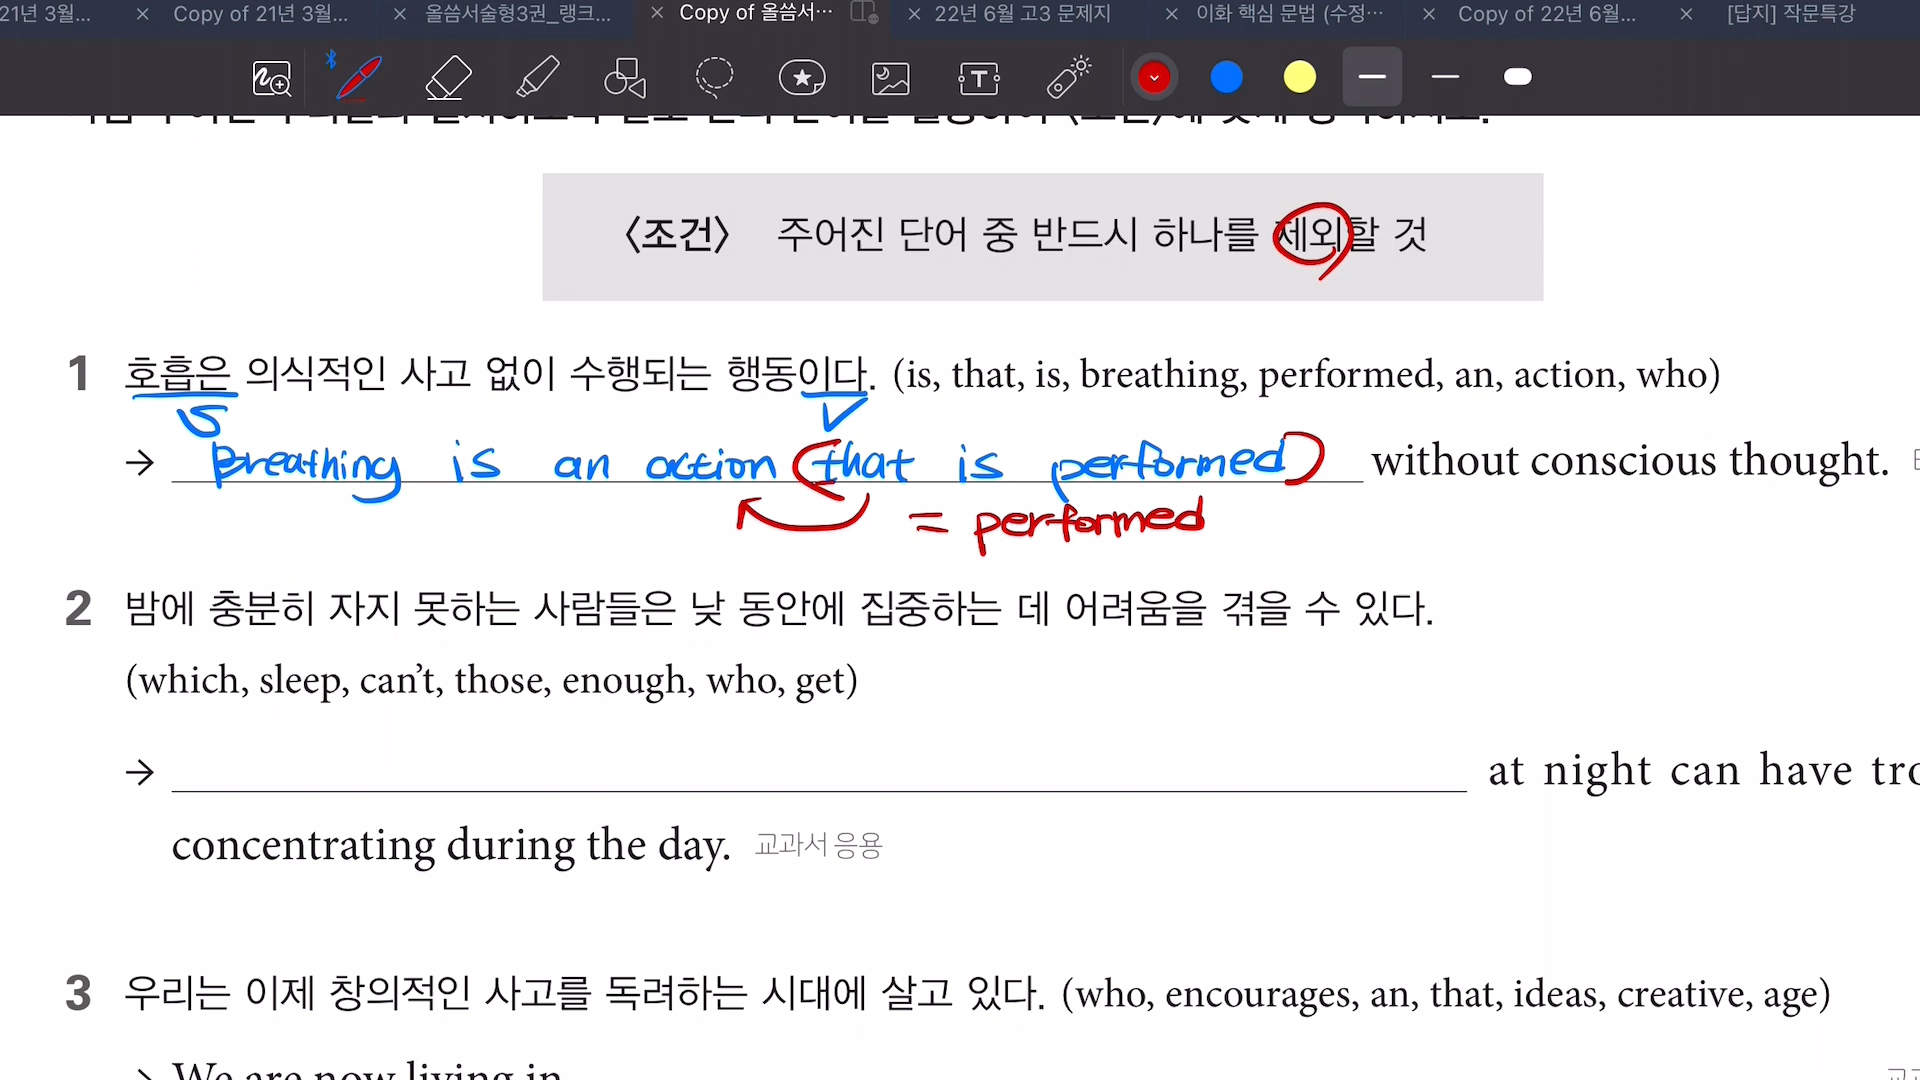 21년 3월... × Copy of 21년 3월... × 올씀서술형3권_랭크... × Copy of 올씀서... × 22년 6월 고3 문제지 × 이화 핵심 문법 (수정... × Copy of 22년 6월... × [답지] 작문특강
〈조건〉 주어진 단어 중 반드시 하나를 제외할 것
1 호흡은 의식적인 사고 없이 수행되는 행동이다. (is, that, is, breathing, performed, an, action, who)
S V
→ Breathing is an action (that is performed) without conscious thought.
= performed
2 밤에 충분히 자지 못하는 사람들은 낮 동안에 집중하는 데 어려움을 겪을 수 있다.
(which, sleep, can't, those, enough, who, get)
→ at night can have tro
concentrating during the day. 교과서 응용
3 우리는 이제 창의적인 사고를 독려하는 시대에 살고 있다. (who, encourages, an, that, ideas, creative, age)
We are now living in